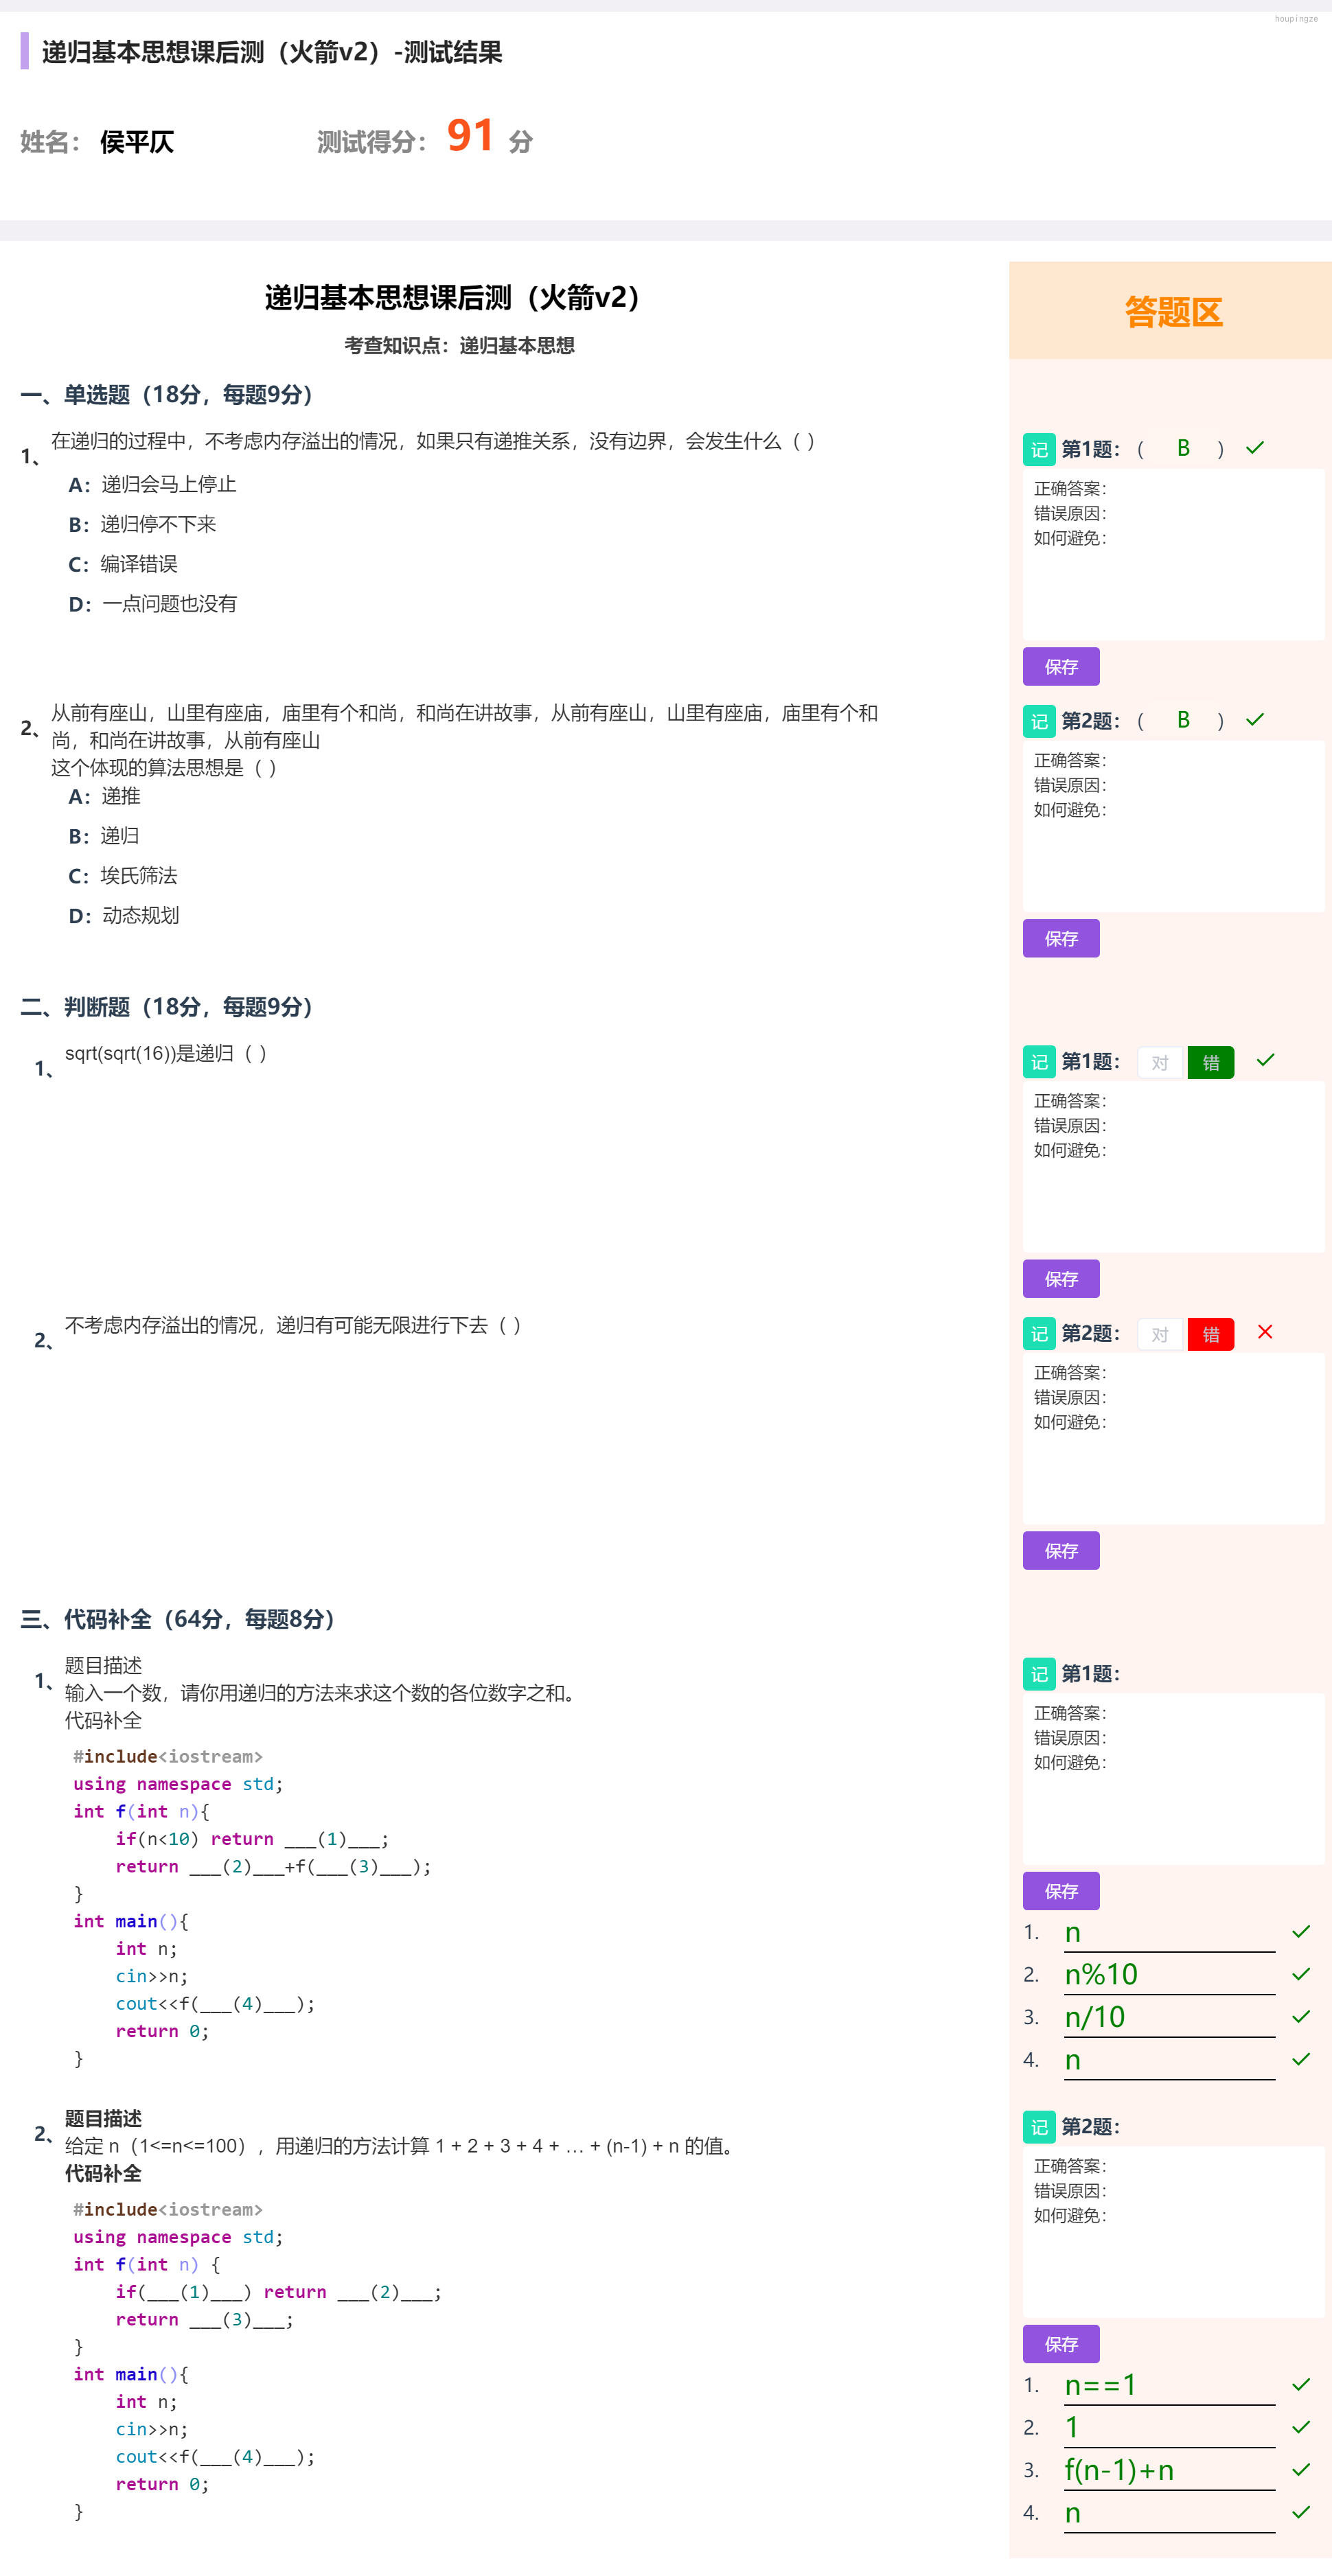 houpingze
递归基本思想课后测（火箭v2）-测试结果
姓名： 侯平仄 测试得分： 91 分
递归基本思想课后测（火箭v2）
考查知识点：递归基本思想
一、单选题（18分，每题9分）
1、 在递归的过程中，不考虑内存溢出的情况，如果只有递推关系，没有边界，会发生什么（ ）
A：递归会马上停止
B：递归停不下来
C：编译错误
D：一点问题也没有
2、 从前有座山，山里有座庙，庙里有个和尚，和尚在讲故事，从前有座山，山里有座庙，庙里有个和
尚，和尚在讲故事，从前有座山
这个体现的算法思想是（ ）
A：递推
B：递归
C：埃氏筛法
D：动态规划
二、判断题（18分，每题9分）
1、 sqrt(sqrt(16))是递归（ ）
2、 不考虑内存溢出的情况，递归有可能无限进行下去（ ）
三、代码补全（64分，每题8分）
1、 题目描述
输入一个数，请你用递归的方法来求这个数的各位数字之和。
代码补全
#include<iostream>
using namespace std;
int f(int n){
    if(n<10) return ___(1)___;
    return ___(2)___+f(___(3)___);
}
int main(){
    int n;
    cin>>n;
    cout<<f(___(4)___);
    return 0;
}
2、 题目描述
给定 n（1<=n<=100），用递归的方法计算 1 + 2 + 3 + 4 + … + (n-1) + n 的值。
代码补全
#include<iostream>
using namespace std;
int f(int n) {
    if(___(1)___) return ___(2)___;
    return ___(3)___;
}
int main(){
    int n;
    cin>>n;
    cout<<f(___(4)___);
    return 0;
}
答题区
记 第1题： （ B ） ✓
正确答案：
错误原因：
如何避免：
保存
记 第2题： （ B ） ✓
正确答案：
错误原因：
如何避免：
保存
记 第1题： 对 错 ✓
正确答案：
错误原因：
如何避免：
保存
记 第2题： 对 错 ×
正确答案：
错误原因：
如何避免：
保存
记 第1题：
正确答案：
错误原因：
如何避免：
保存
1. n ✓
2. n%10 ✓
3. n/10 ✓
4. n ✓
记 第2题：
正确答案：
错误原因：
如何避免：
保存
1. n==1 ✓
2. 1 ✓
3. f(n-1)+n ✓
4. n ✓